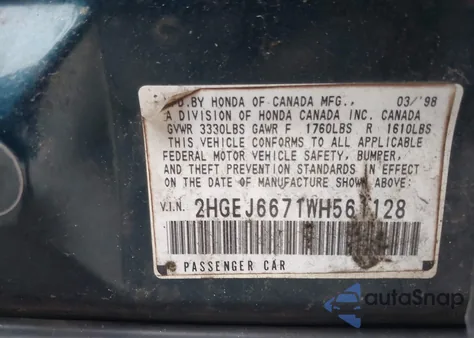 BY HONDA OF CANADA MFG., 03/'98
A DIVISION OF HONDA CANADA INC. CANADA
GVWR 3330LBS GAWR F 1760LBS R 1610LBS
THIS VEHICLE CONFORMS TO ALL APPLICABLE
FEDERAL MOTOR VEHICLE SAFETY, BUMPER,
AND THEFT PREVENTION STANDARDS IN EFFECT
ON THE DATE OF MANUFACTURE SHOWN ABOVE:
V.I.N.
PASSENGER CAR
autoSnap